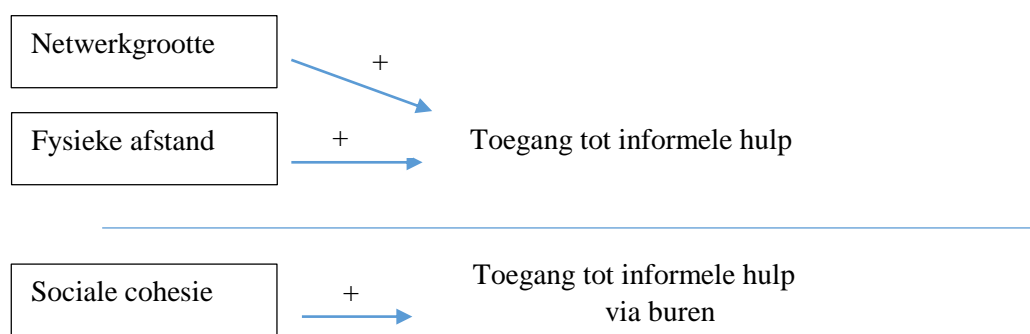 Netwerkgrootte
+
Fysieke afstand
+
Toegang tot informele hulp
Sociale cohesie
+
Toegang tot informele hulp
via buren